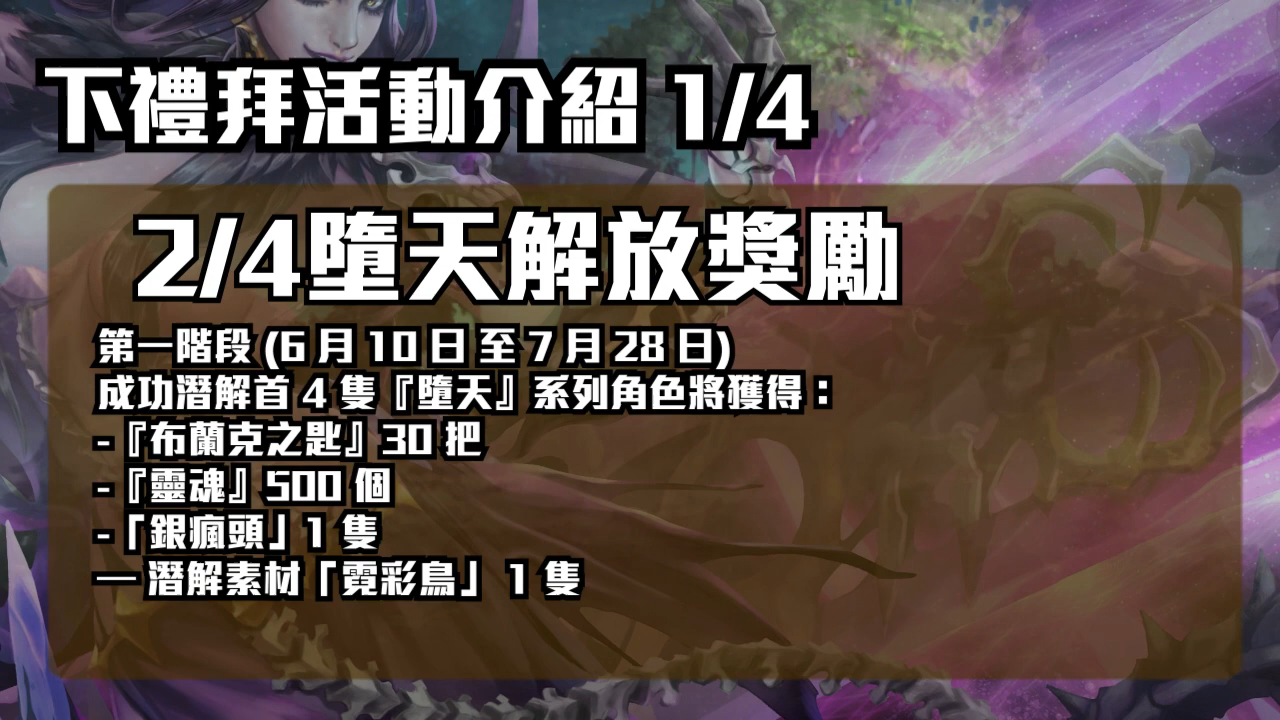 下禮拜活動介紹 1/4
2/4墮天解放獎勵
第一階段 (6 月 10 日 至 7 月 28 日)
成功潛解首 4 隻『墮天』系列角色將獲得：
-『布蘭克之匙』30 把
-『靈魂』500 個
-「銀瘋頭」1 隻
— 潛解素材「霓彩鳥」 1 隻